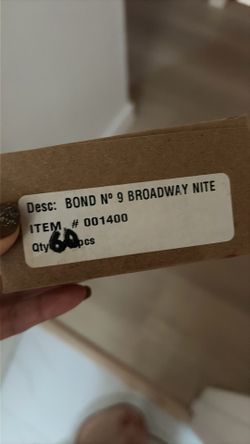 Desc: BOND Nº 9 BROADWAY NITE
ITEM # 001400
Qty 60 pcs